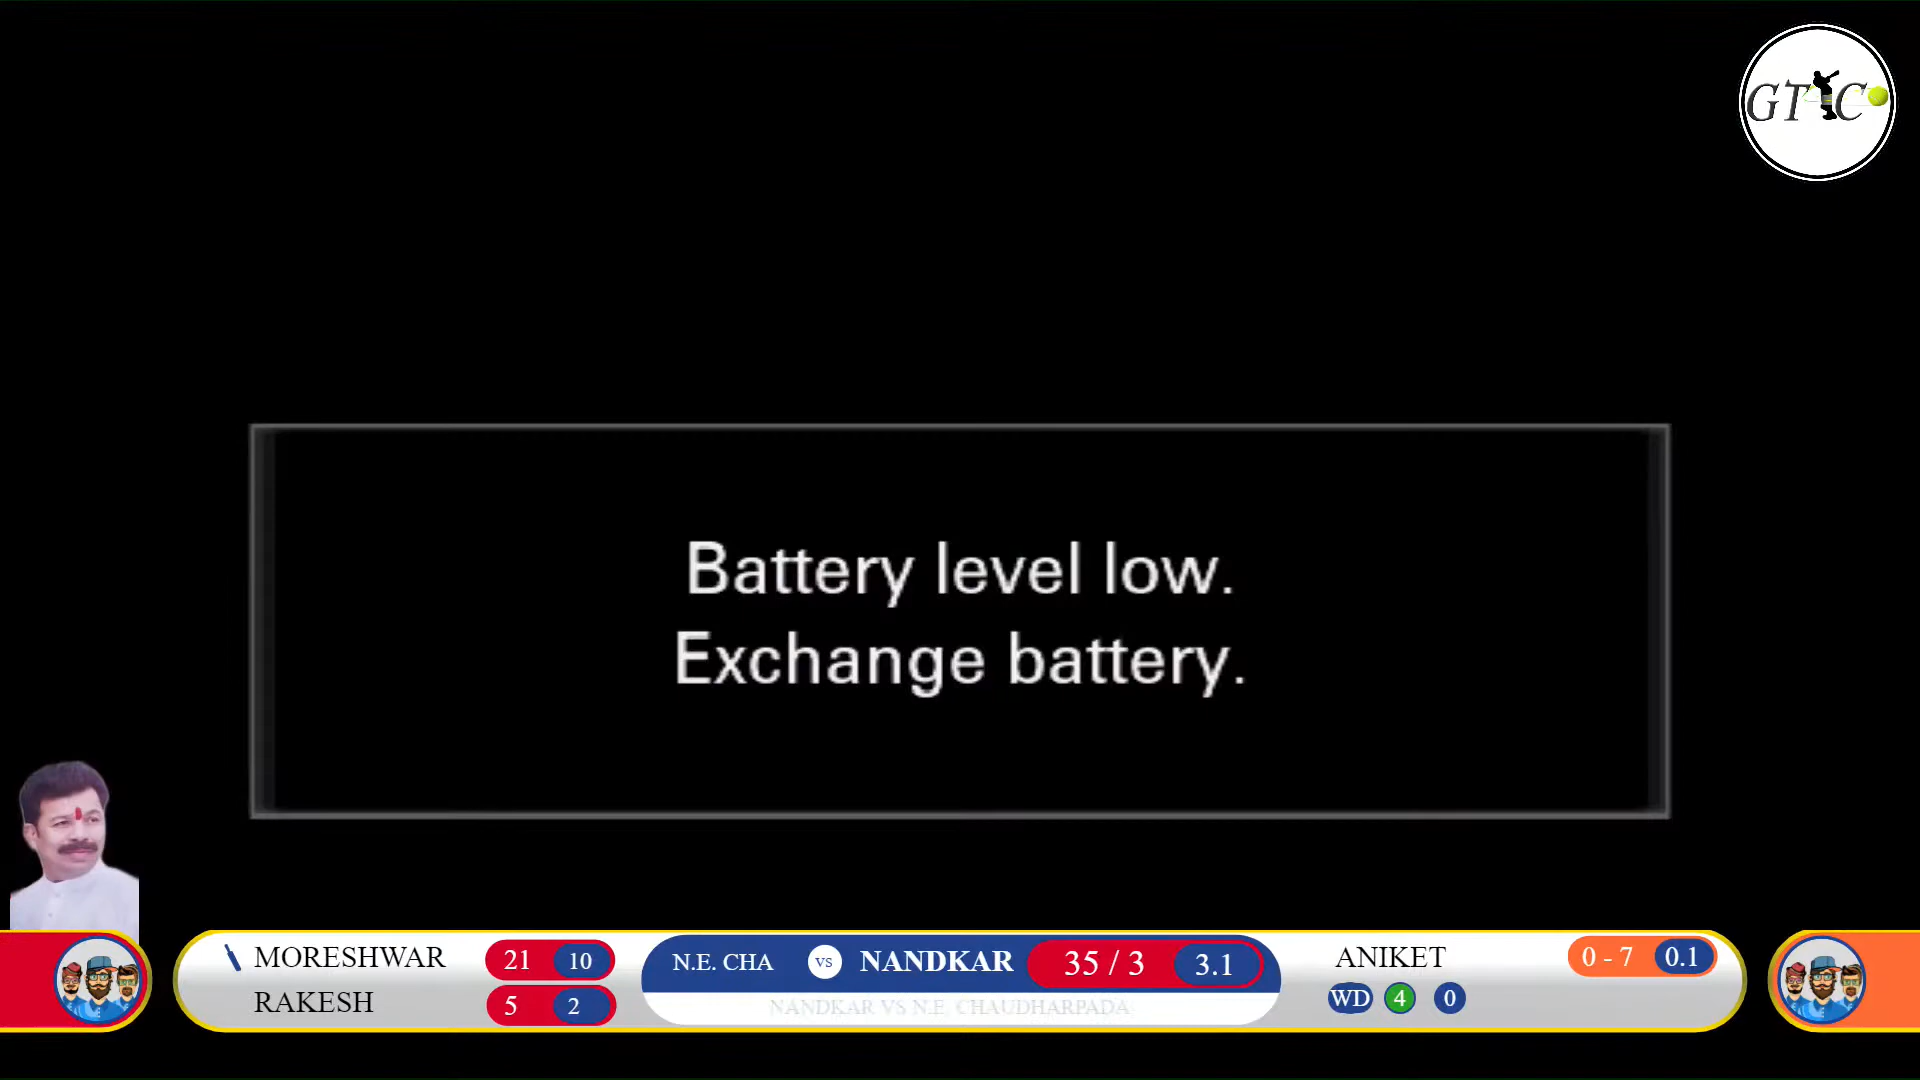 GTC
Battery level low.
Exchange battery.
MORESHWAR 21 10
RAKESH 5 2
N.E. CHA vs NANDKAR 35 / 3 3.1
NANDKAR VS N.E. CHAUDHARPADA
ANIKET 0 - 7 0.1
WD 4 0